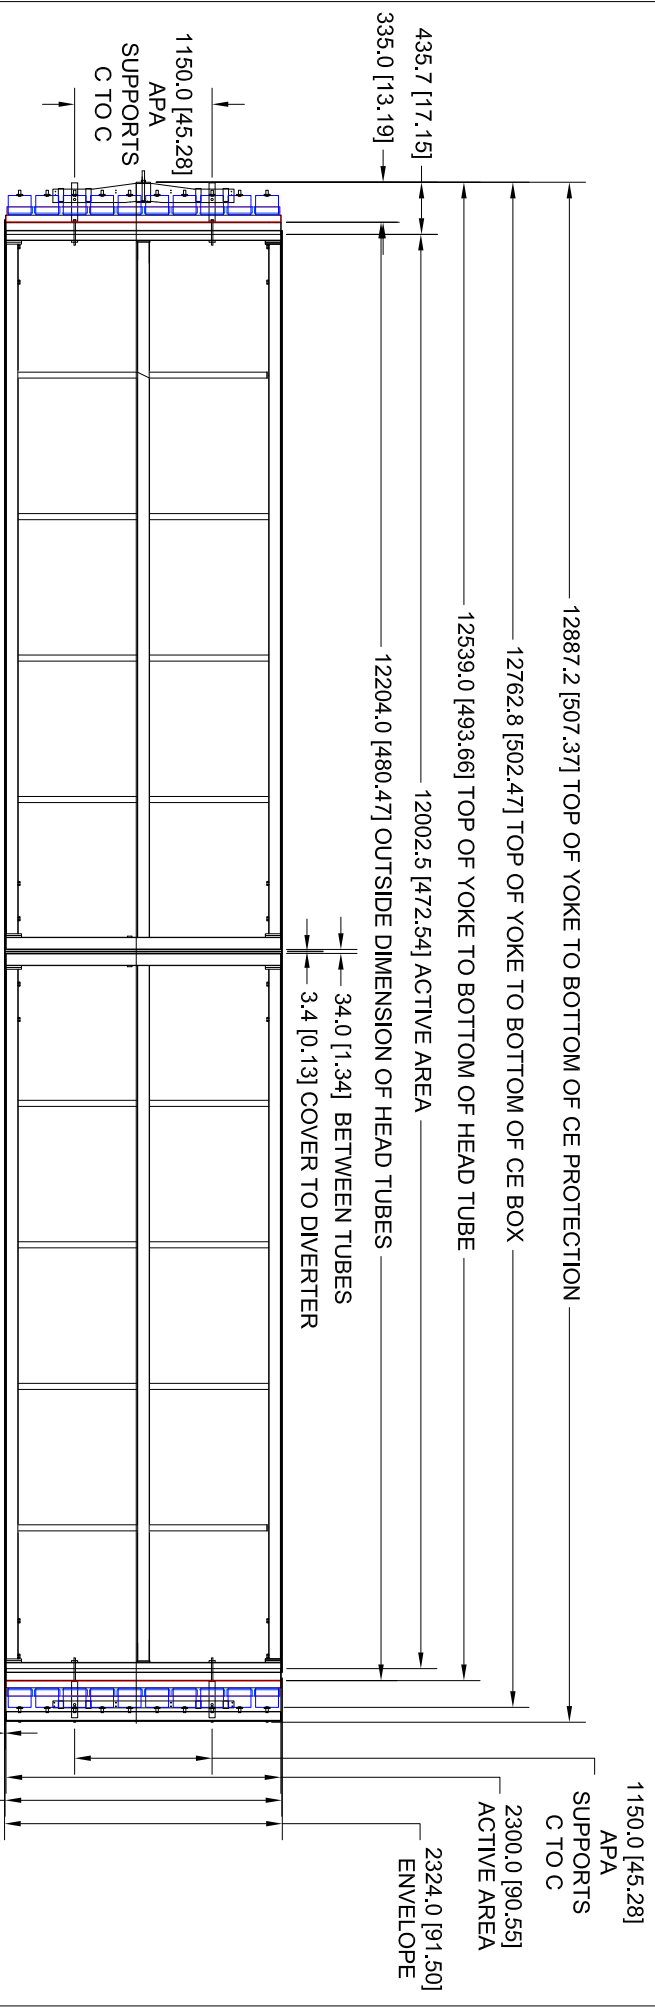 1150.0 [45.28]
APA
SUPPORTS
C TO C
435.7 [17.15]
335.0 [13.19]
12887.2 [507.37] TOP OF YOKE TO BOTTOM OF CE PROTECTION
12762.8 [502.47] TOP OF YOKE TO BOTTOM OF CE BOX
12539.0 [493.66] TOP OF YOKE TO BOTTOM OF HEAD TUBE
12002.5 [472.54] ACTIVE AREA
12204.0 [480.47] OUTSIDE DIMENSION OF HEAD TUBES
34.0 [1.34] BETWEEN TUBES
3.4 [0.13] COVER TO DIVERTER
1150.0 [45.28]
APA
SUPPORTS
C TO C
2300.0 [90.55]
ACTIVE AREA
2324.0 [91.50]
ENVELOPE